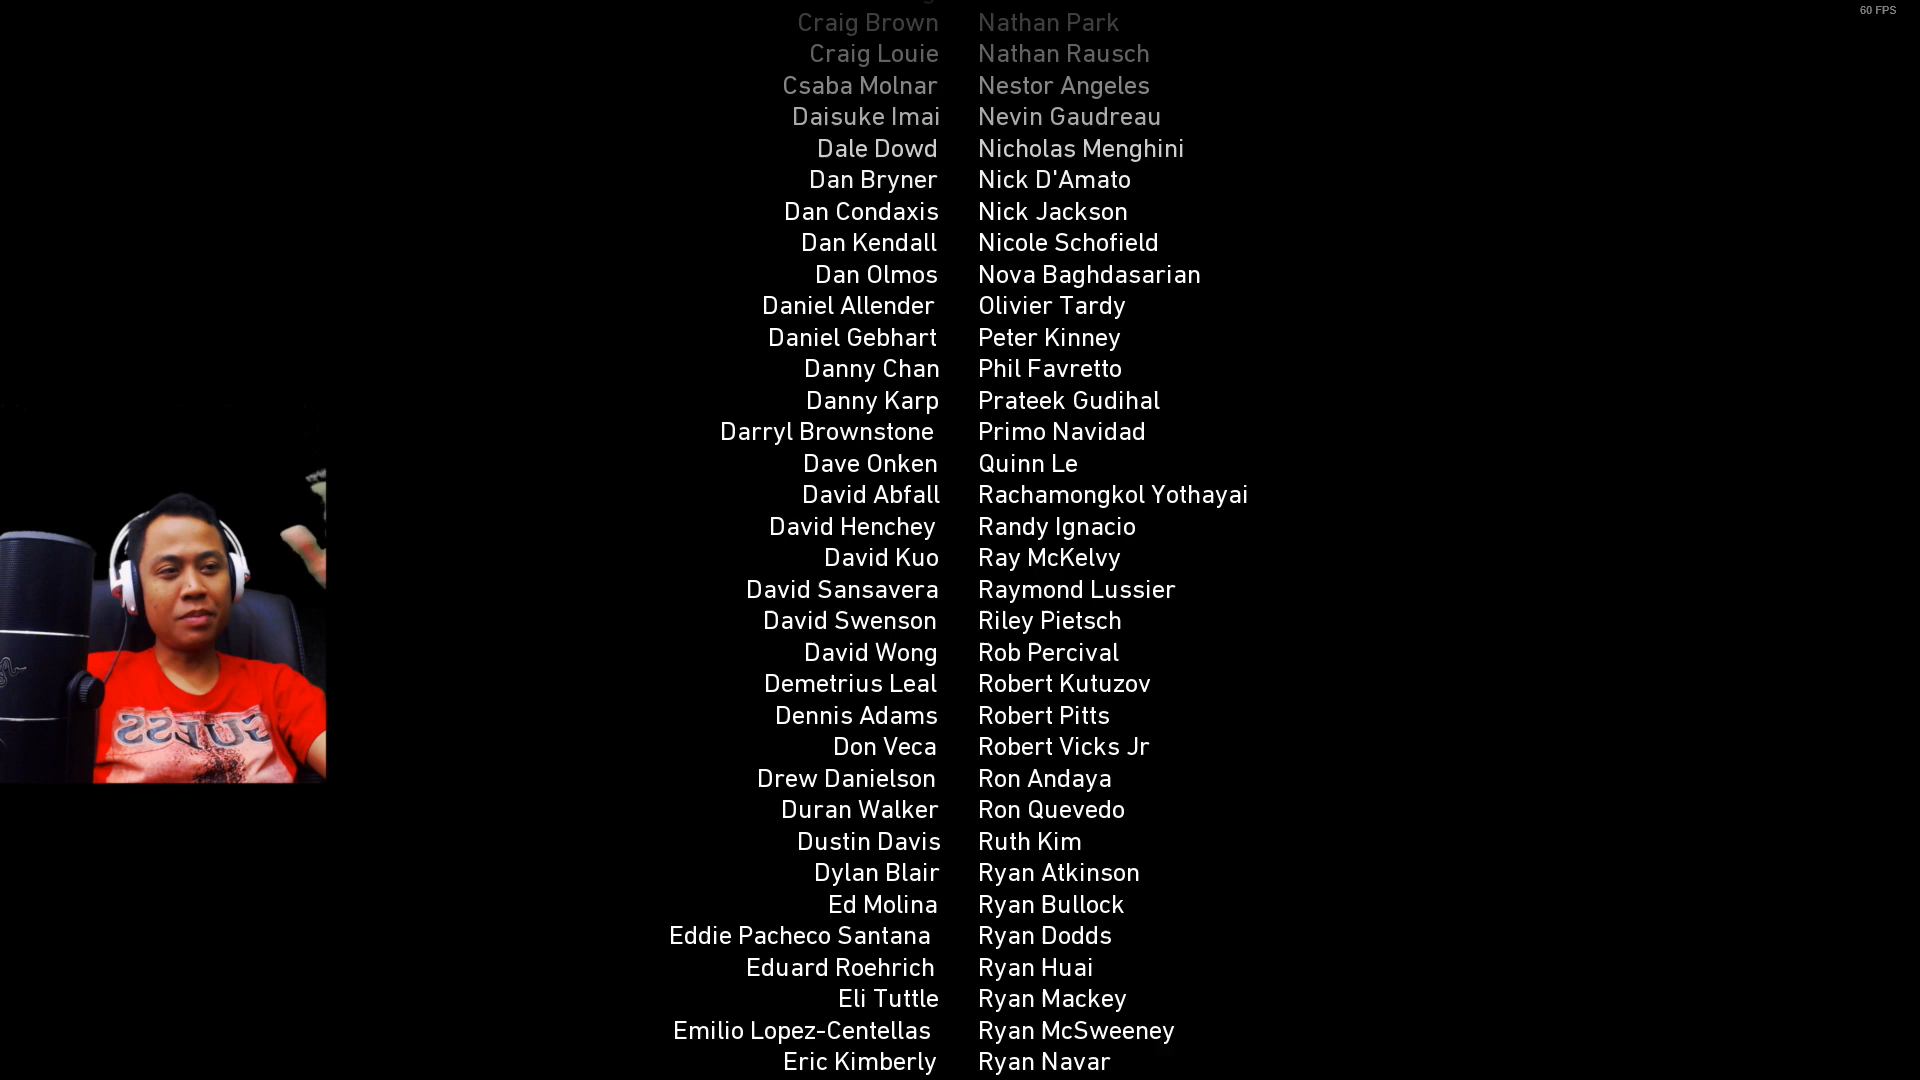 60 FPS
Craig Brown Nathan Park
Craig Louie Nathan Rausch
Csaba Molnar Nestor Angeles
Daisuke Imai Nevin Gaudreau
Dale Dowd Nicholas Menghini
Dan Bryner Nick D'Amato
Dan Condaxis Nick Jackson
Dan Kendall Nicole Schofield
Dan Olmos Nova Baghdasarian
Daniel Allender Olivier Tardy
Daniel Gebhart Peter Kinney
Danny Chan Phil Favretto
Danny Karp Prateek Gudihal
Darryl Brownstone Primo Navidad
Dave Onken Quinn Le
David Abfall Rachamongkol Yothayai
David Henchey Randy Ignacio
David Kuo Ray McKelvy
David Sansavera Raymond Lussier
David Swenson Riley Pietsch
David Wong Rob Percival
Demetrius Leal Robert Kutuzov
Dennis Adams Robert Pitts
Don Veca Robert Vicks Jr
Drew Danielson Ron Andaya
Duran Walker Ron Quevedo
Dustin Davis Ruth Kim
Dylan Blair Ryan Atkinson
Ed Molina Ryan Bullock
Eddie Pacheco Santana Ryan Dodds
Eduard Roehrich Ryan Huai
Eli Tuttle Ryan Mackey
Emilio Lopez-Centellas Ryan McSweeney
Eric Kimberly Ryan Navar
GUESS